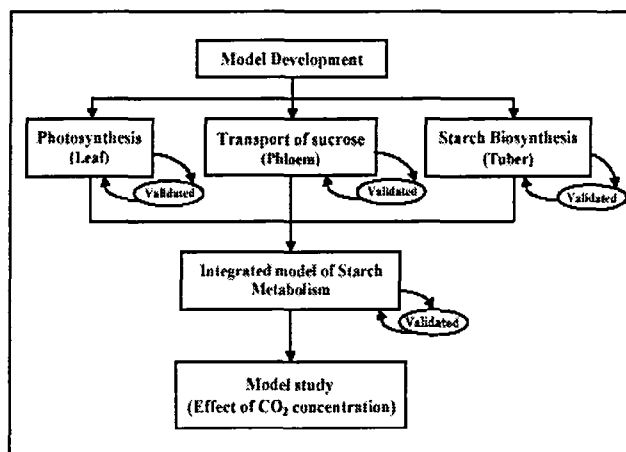 Model Development
Photosynthesis
(Leaf)
Validated
Transport of sucrose
(Phloem)
Validated
Starch Biosynthesis
(Tuber)
Validated
Integrated model of Starch
Metabolism
Validated
Model study
(Effect of CO₂ concentration)